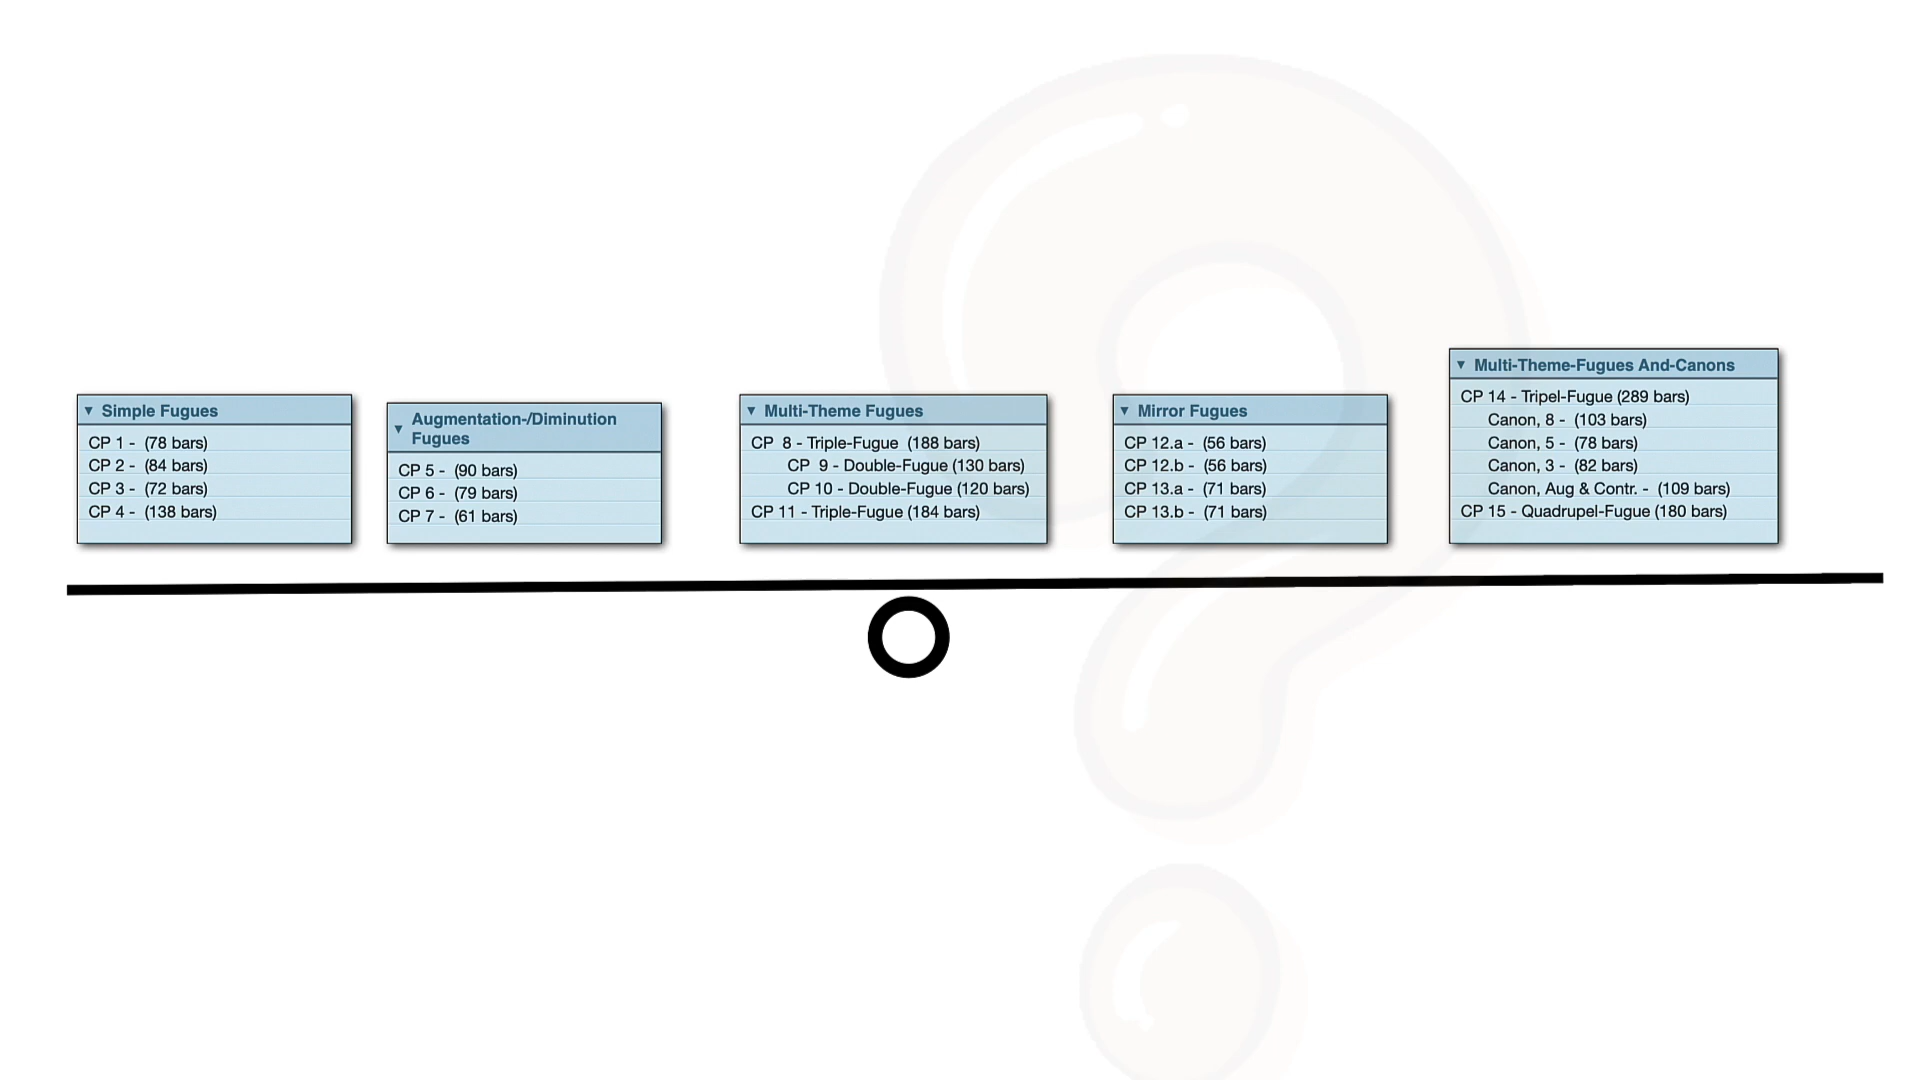 ▼ Simple Fugues
CP 1 - (78 bars)
CP 2 - (84 bars)
CP 3 - (72 bars)
CP 4 - (138 bars)
▼ Augmentation-/Diminution
Fugues
CP 5 - (90 bars)
CP 6 - (79 bars)
CP 7 - (61 bars)
▼ Multi-Theme Fugues
CP 8 - Triple-Fugue (188 bars)
CP 9 - Double-Fugue (130 bars)
CP 10 - Double-Fugue (120 bars)
CP 11 - Triple-Fugue (184 bars)
▼ Mirror Fugues
CP 12.a - (56 bars)
CP 12.b - (56 bars)
CP 13.a - (71 bars)
CP 13.b - (71 bars)
▼ Multi-Theme-Fugues And-Canons
CP 14 - Tripel-Fugue (289 bars)
Canon, 8 - (103 bars)
Canon, 5 - (78 bars)
Canon, 3 - (82 bars)
Canon, Aug & Contr. - (109 bars)
CP 15 - Quadrupel-Fugue (180 bars)
?